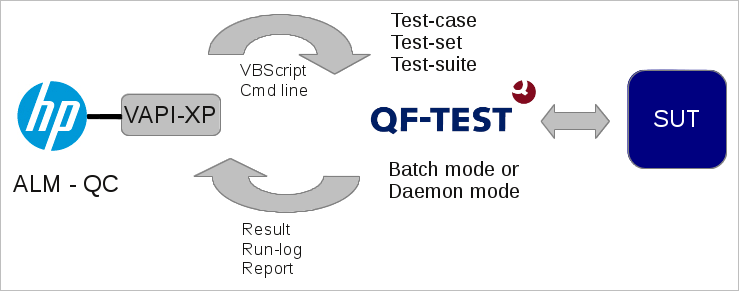 Test-case
Test-set
Test-suite
VBScript
Cmd line
hp
VAPI-XP
QF-TEST
SUT
ALM - QC
Batch mode or
Daemon mode
Result
Run-log
Report